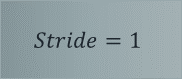 Stride = 1